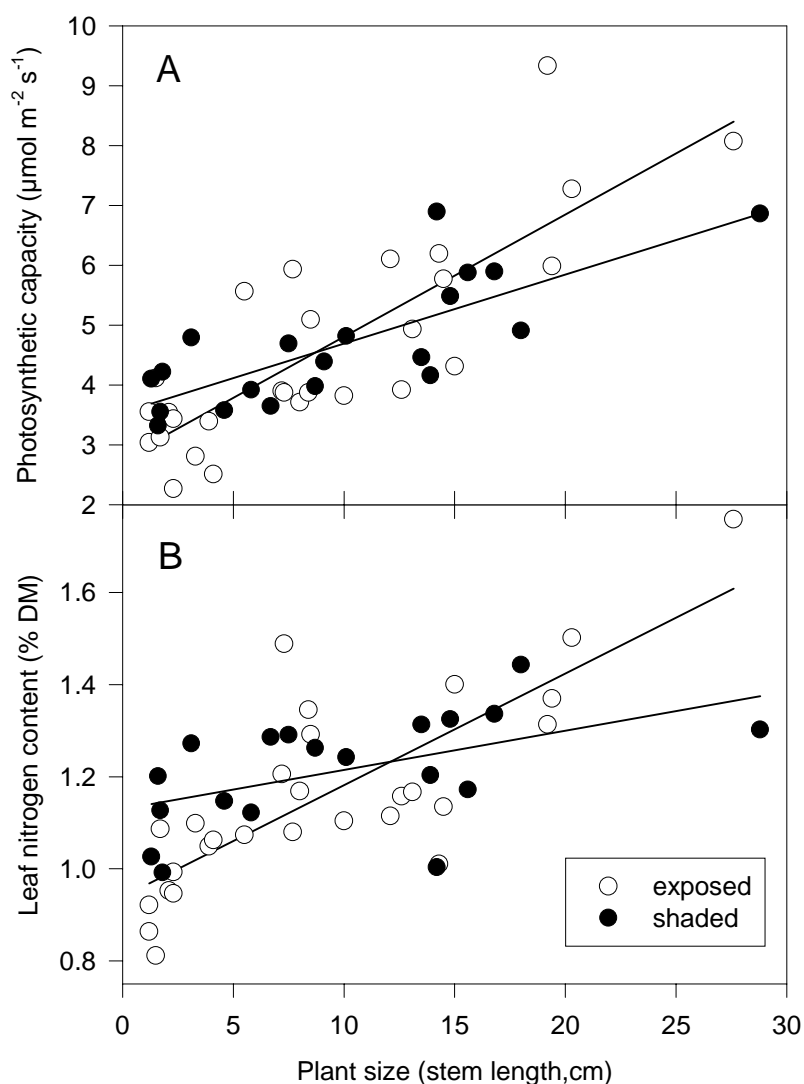 10
A
9
8
7
6
5
4
3
2
Photosynthetic capacity (µmol m⁻² s⁻¹)
B
1.6
1.4
1.2
1.0
0.8
Leaf nitrogen content (% DM)
exposed
shaded
0 5 10 15 20 25 30
Plant size (stem length,cm)